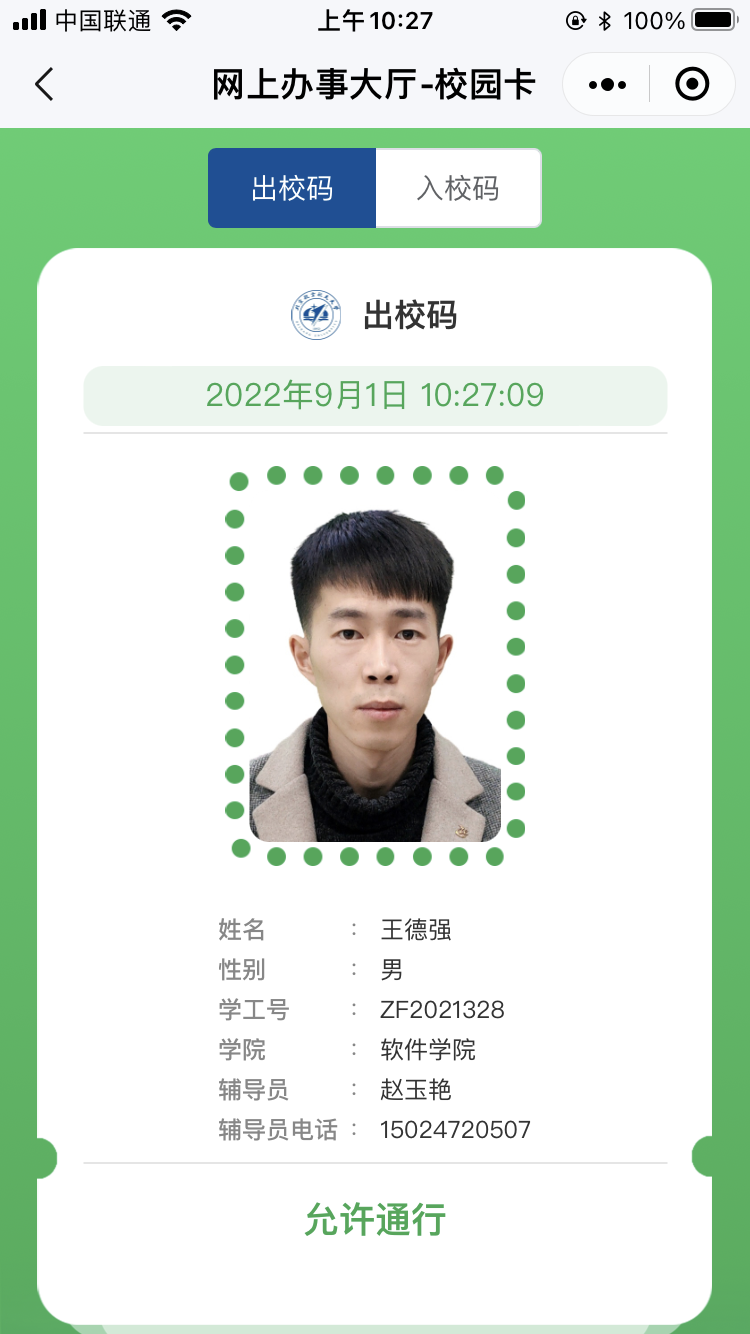 中国联通 上午10:27 100%
网上办事大厅-校园卡
出校码 入校码
出校码
2022年9月1日 10:27:09
姓名 : 王德强
性别 : 男
学工号 : ZF2021328
学院 : 软件学院
辅导员 : 赵玉艳
辅导员电话 : 15024720507
允许通行